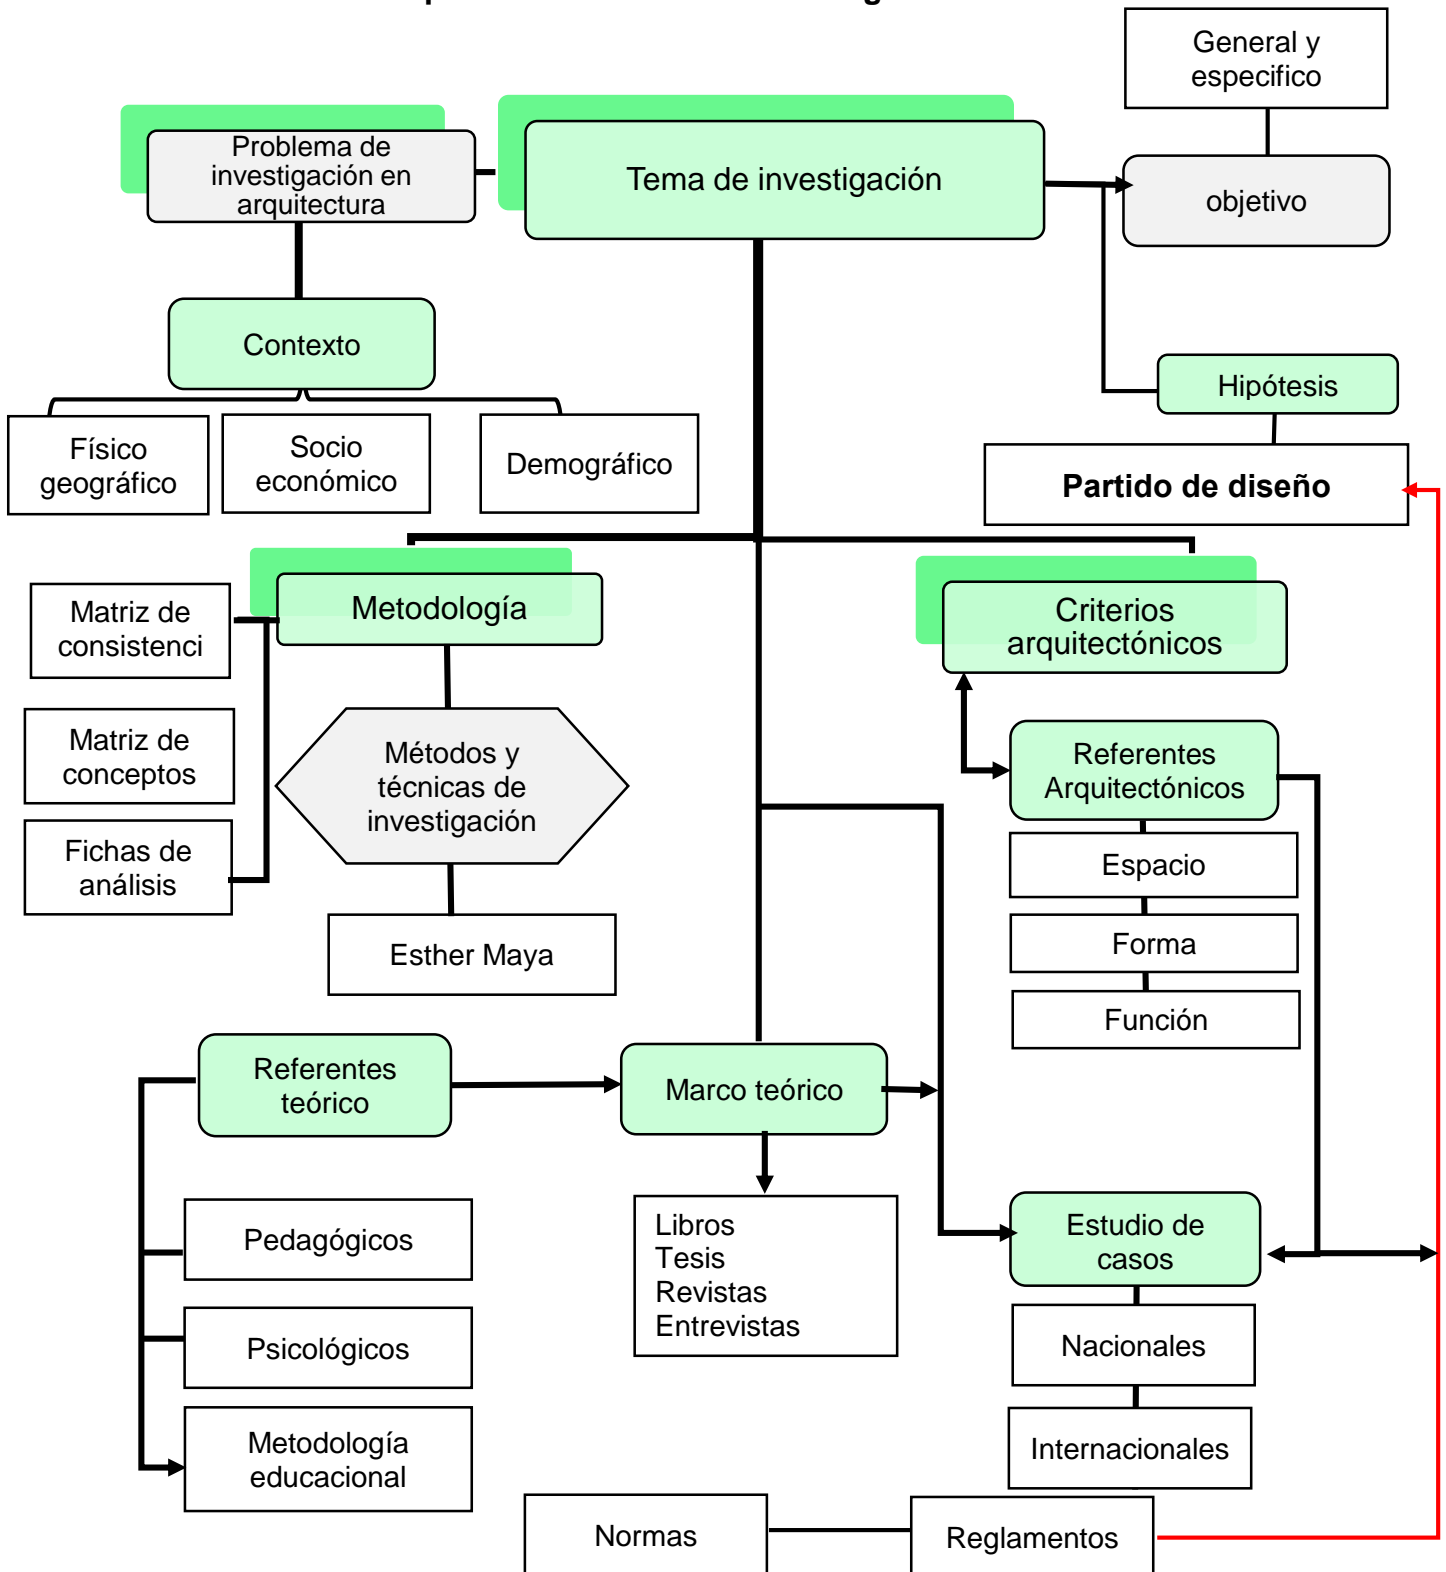 General y
especifico
Problema de
investigación en
arquitectura
Tema de investigación
objetivo
Contexto
Hipótesis
Físico
geográfico
Socio
económico
Demográfico
Partido de diseño
Metodología
Criterios
arquitectónicos
Matriz de
consistenci
Matriz de
conceptos
Fichas de
análisis
Métodos y
técnicas de
investigación
Esther Maya
Referentes
Arquitectónicos
Espacio
Forma
Función
Referentes
teórico
Marco teórico
Pedagógicos
Psicológicos
Metodología
educacional
Libros
Tesis
Revistas
Entrevistas
Estudio de
casos
Nacionales
Internacionales
Normas
Reglamentos